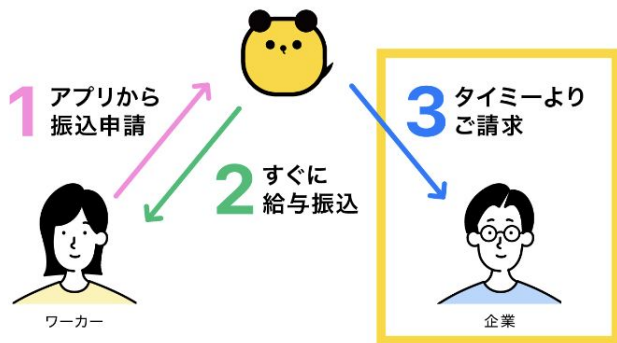 1 アプリから
振込申請
2 すぐに
給与振込
3 タイミーより
ご請求
ワーカー
企業